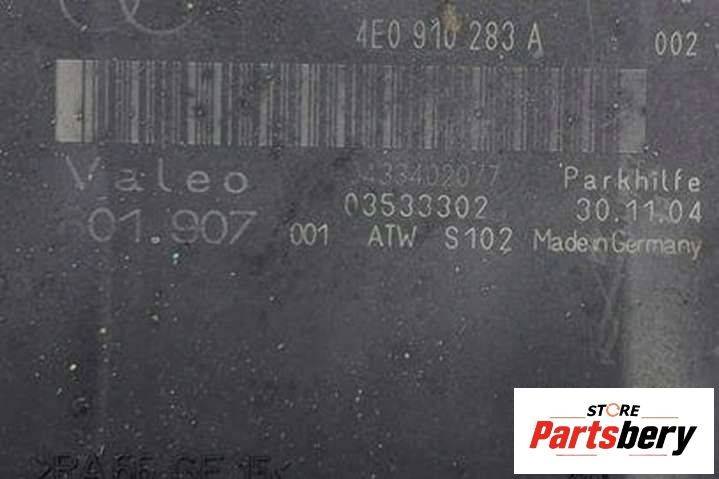 4E0 910 283 A 002
Valeo Parkhilfe
03533302 30.11.04
01.907 001 ATW S102 Made in Germany
STORE
Partsbery